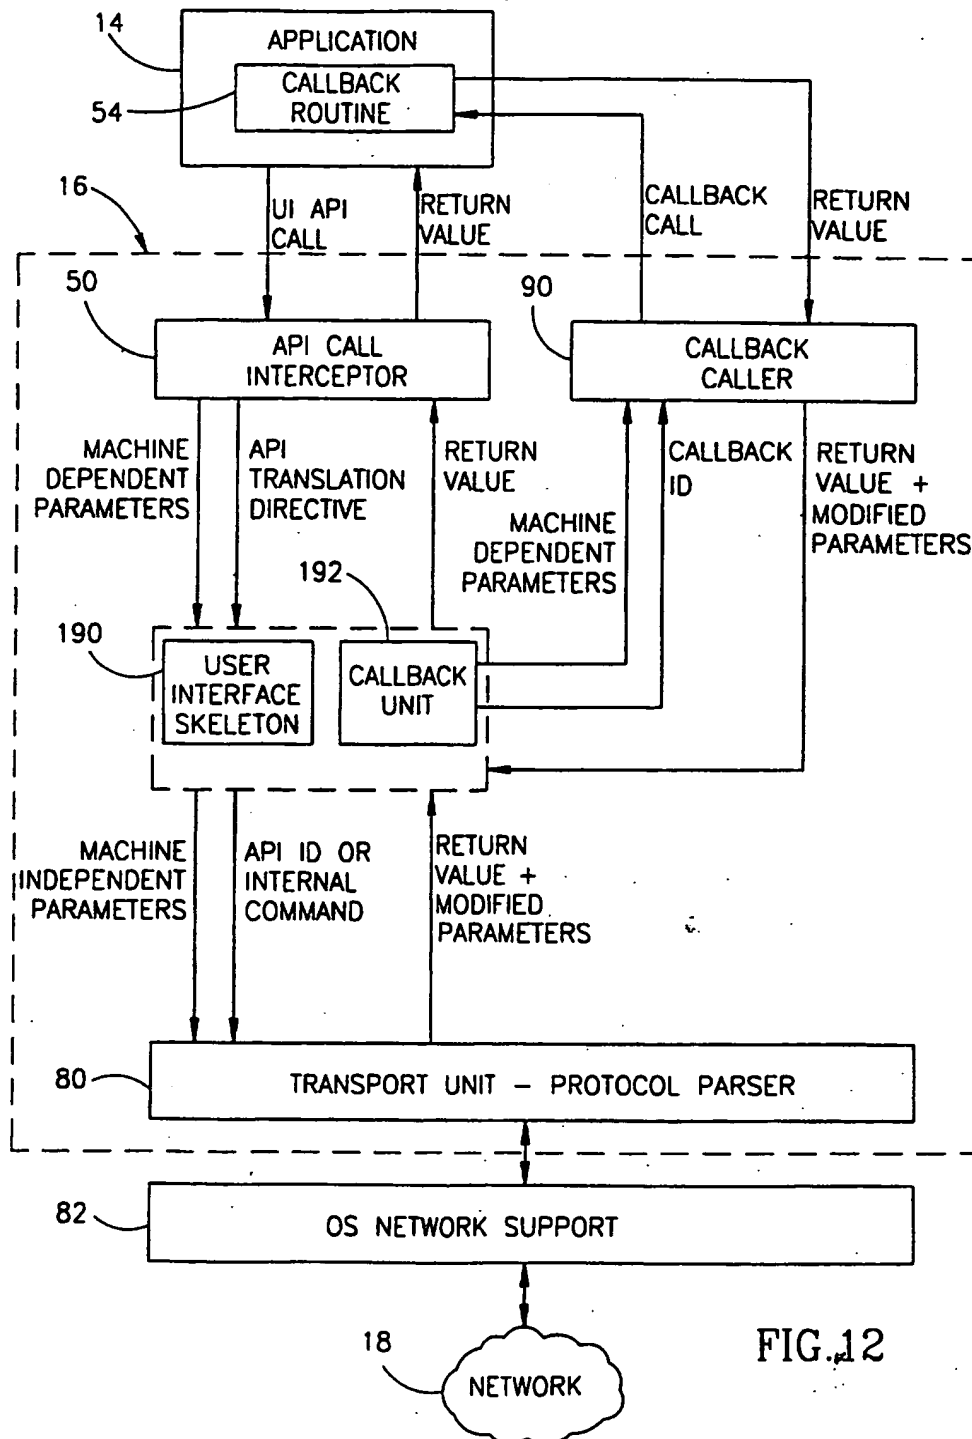 14
APPLICATION
54
CALLBACK
ROUTINE
16
UI API
CALL
RETURN
VALUE
CALLBACK
CALL
RETURN
VALUE
50
API CALL
INTERCEPTOR
90
CALLBACK
CALLER
MACHINE
DEPENDENT
PARAMETERS
API
TRANSLATION
DIRECTIVE
RETURN
VALUE
MACHINE
DEPENDENT
PARAMETERS
CALLBACK
ID
RETURN
VALUE +
MODIFIED
PARAMETERS
190
USER
INTERFACE
SKELETON
192
CALLBACK
UNIT
MACHINE
INDEPENDENT
PARAMETERS
API ID OR
INTERNAL
COMMAND
RETURN
VALUE +
MODIFIED
PARAMETERS
80
TRANSPORT UNIT – PROTOCOL PARSER
82
OS NETWORK SUPPORT
18
NETWORK
FIG.12